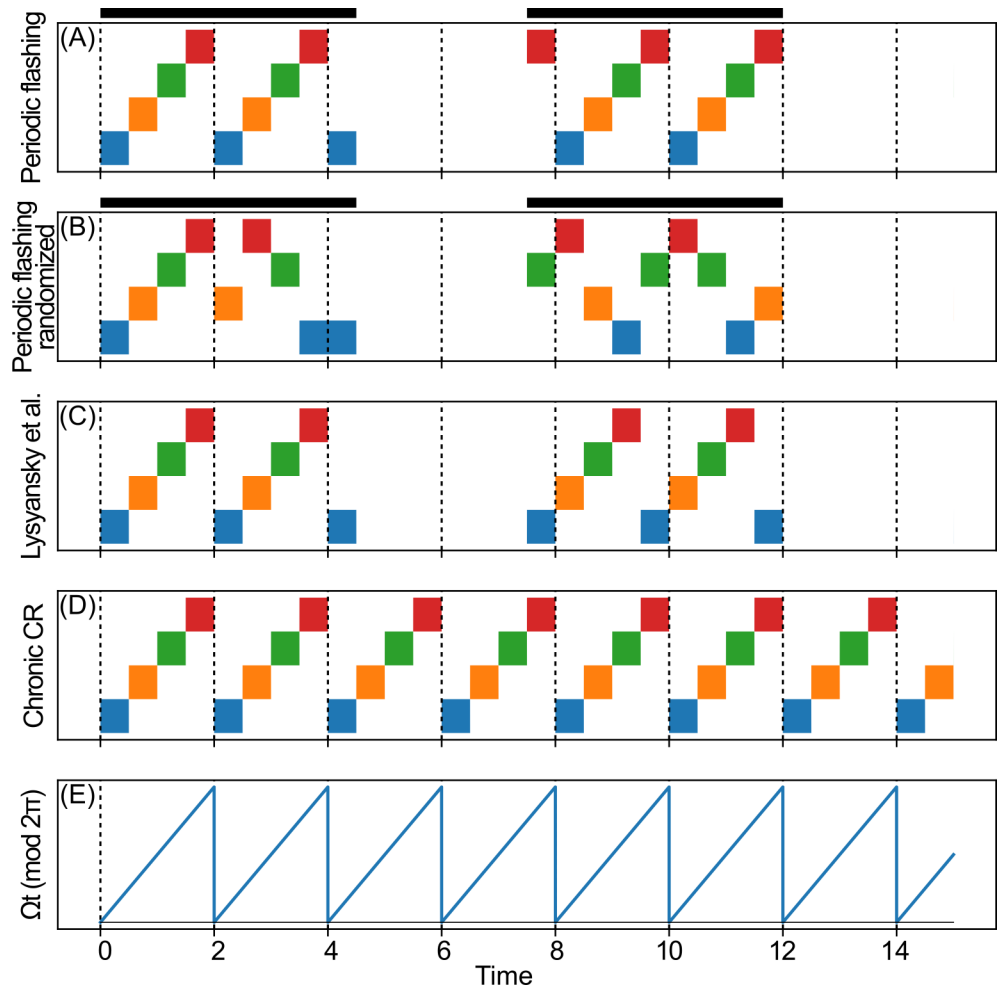 (A)
Periodic flashing
(B)
Periodic flashing
randomized
(C)
Lysyansky et al.
(D)
Chronic CR
(E)
Ωt (mod 2π)
0 2 4 6 8 10 12 14
Time